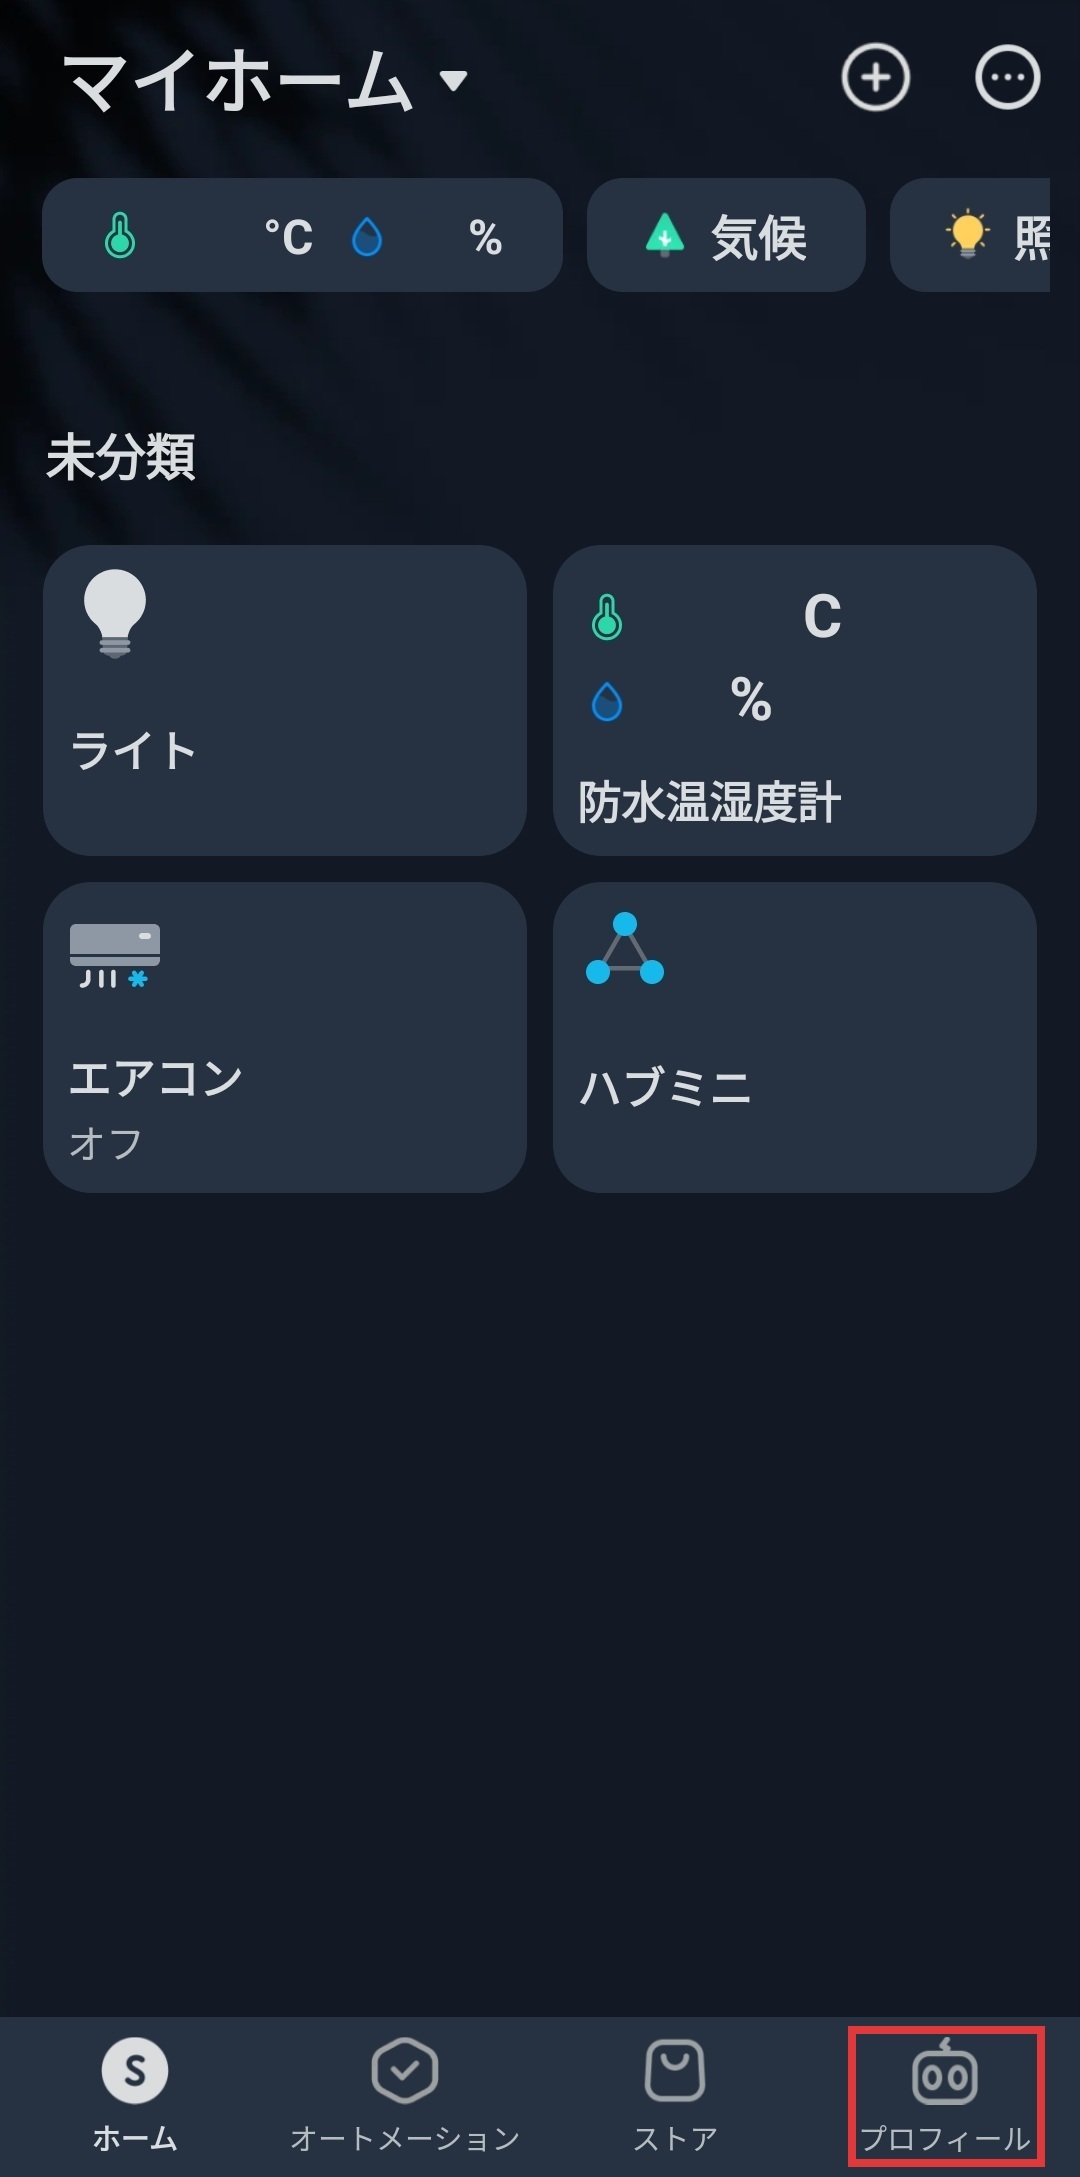 マイホーム
°C % 気候
未分類
ライト
C
%
防水温湿度計
エアコン
オフ
ハブミニ
S
ホーム オートメーション ストア プロフィール